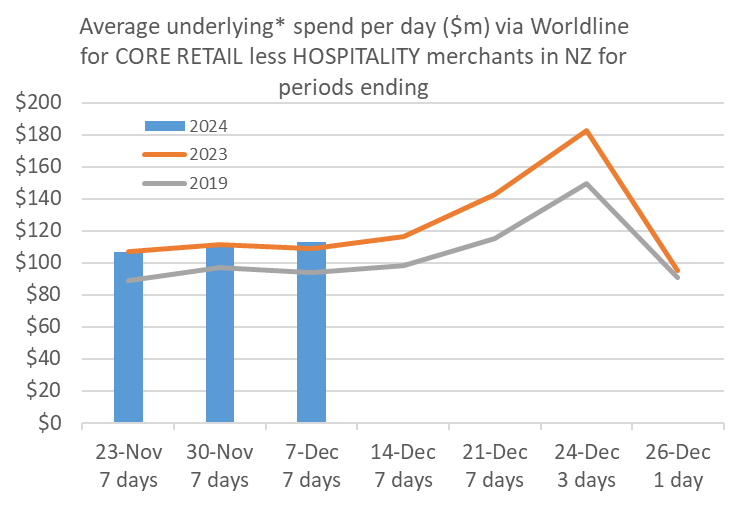 Average underlying* spend per day ($m) via Worldline
for CORE RETAIL less HOSPITALITY merchants in NZ for
periods ending
$200
$180
$160
$140
$120
$100
$80
$60
$40
$20
$0
2024
2023
2019
23-Nov 30-Nov 7-Dec 14-Dec 21-Dec 24-Dec 26-Dec
7 days 7 days 7 days 7 days 7 days 3 days 1 day